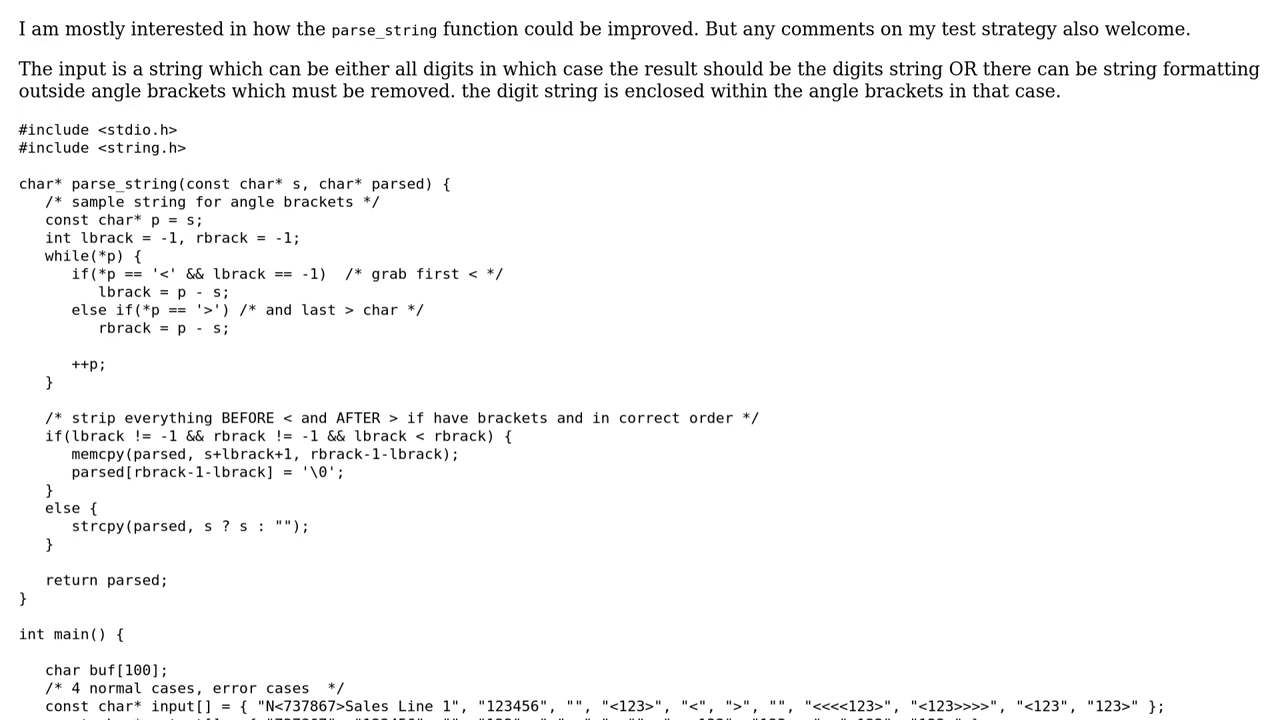 I am mostly interested in how the parse_string function could be improved. But any comments on my test strategy also welcome.
The input is a string which can be either all digits in which case the result should be the digits string OR there can be string formatting
outside angle brackets which must be removed. the digit string is enclosed within the angle brackets in that case.
#include <stdio.h>
#include <string.h>
char* parse_string(const char* s, char* parsed) {
/* sample string for angle brackets */
const char* p = s;
int lbrack = -1, rbrack = -1;
while(*p) {
if(*p == '<' && lbrack == -1)  /* grab first < */
lbrack = p - s;
else if(*p == '>') /* and last > char */
rbrack = p - s;
++p;
}
/* strip everything BEFORE < and AFTER > if have brackets and in correct order */
if(lbrack != -1 && rbrack != -1 && lbrack < rbrack) {
memcpy(parsed, s+lbrack+1, rbrack-1-lbrack);
parsed[rbrack-1-lbrack] = '\0';
}
else {
strcpy(parsed, s ? s : "");
}
return parsed;
}
int main() {
char buf[100];
/* 4 normal cases, error cases  */
const char* input[] = { "N<737867>Sales Line 1", "123456", "", "<123>", "<", ">", "", "<<<<123>", "<123>>>>", "<123", "123>" };